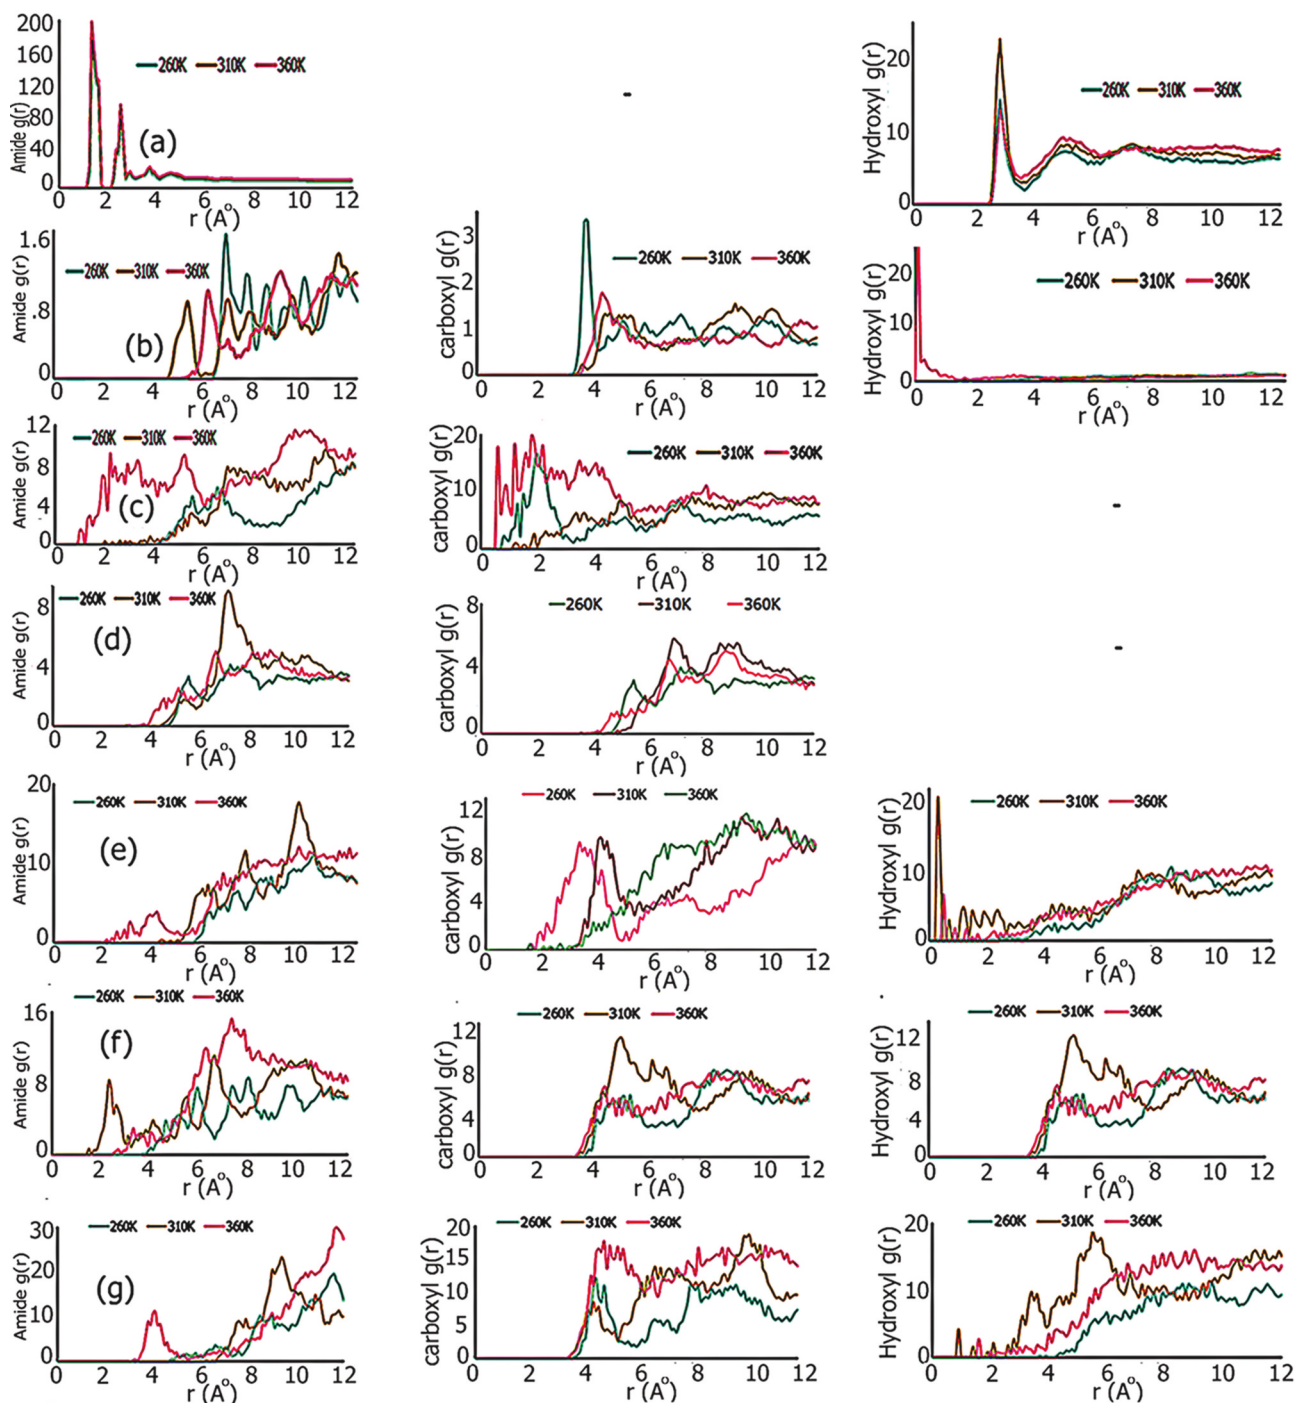 200
160
120
80
40
0
Amide g(r)
260K 310K 360K
(a)
0 2 4 6 8 10 12
r (A°)
-
20
10
0
Hydroxyl g(r)
260K 310K 360K
0 2 4 6 8 10 12
r (A°)
1.6
.8
0
Amide g(r)
260K 310K 360K
(b)
0 2 4 6 8 10 12
r (A°)
3
2
1
0
carboxyl g(r)
260K 310K 360K
0 2 4 6 8 10 12
r (A°)
20
10
0
Hydroxyl g(r)
260K 310K 360K
0 2 4 6 8 10 12
r (A°)
12
8
4
0
Amide g(r)
260K 310K 360K
(c)
0 2 4 6 8 10 12
r (A°)
20
10
0
carboxyl g(r)
260K 310K 360K
0 2 4 6 8 10 12
r (A°)
-
8
4
0
Amide g(r)
260K 310K 360K
(d)
0 2 4 6 8 10 12
r (A°)
8
4
0
carboxyl g(r)
260K 310K 360K
0 2 4 6 8 10 12
r (A°)
-
20
10
0
Amide g(r)
260K 310K 360K
(e)
0 2 4 6 8 10 12
r (A°)
12
8
4
0
carboxyl g(r)
260K 310K 360K
0 2 4 6 8 10 12
r (A°)
20
10
0
Hydroxyl g(r)
260K 310K 360K
0 2 4 6 8 10 12
r (A°)
16
8
0
Amide g(r)
260K 310K 360K
(f)
0 2 4 6 8 10 12
r (A°)
12
8
4
0
carboxyl g(r)
260K 310K 360K
0 2 4 6 8 10 12
r (A°)
12
8
4
0
Hydroxyl g(r)
260K 310K 360K
0 2 4 6 8 10 12
r (A°)
30
20
10
0
Amide g(r)
260K 310K 360K
(g)
0 2 4 6 8 10 12
r (A°)
20
15
10
5
0
carboxyl g(r)
260K 310K 360K
0 2 4 6 8 10 12
r (A°)
20
10
0
Hydroxyl g(r)
260K 310K 360K
0 2 4 6 8 10 12
r (A°)